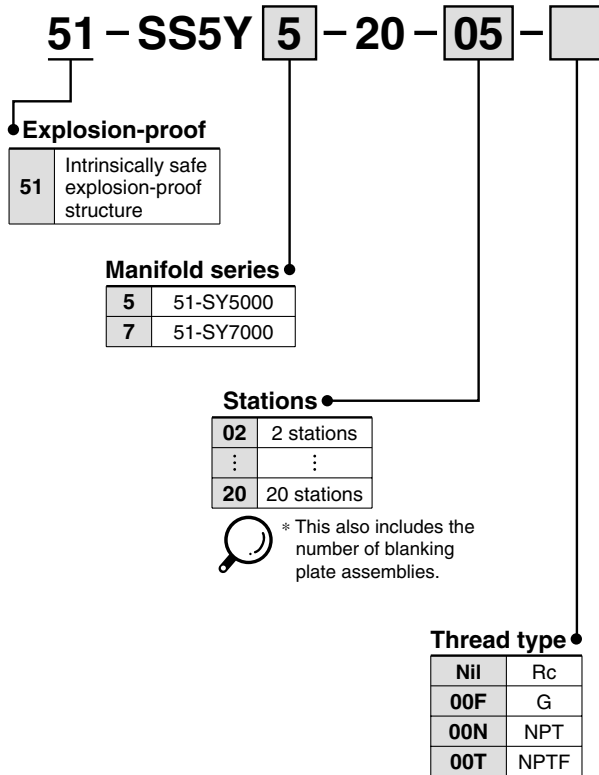 51 – SS5Y 5 – 20 – 05 –
Explosion-proof
51 Intrinsically safe
explosion-proof
structure
Manifold series
5 51-SY5000
7 51-SY7000
Stations
02 2 stations
⋮ ⋮
20 20 stations
* This also includes the
number of blanking
plate assemblies.
Thread type
Nil Rc
00F G
00N NPT
00T NPTF